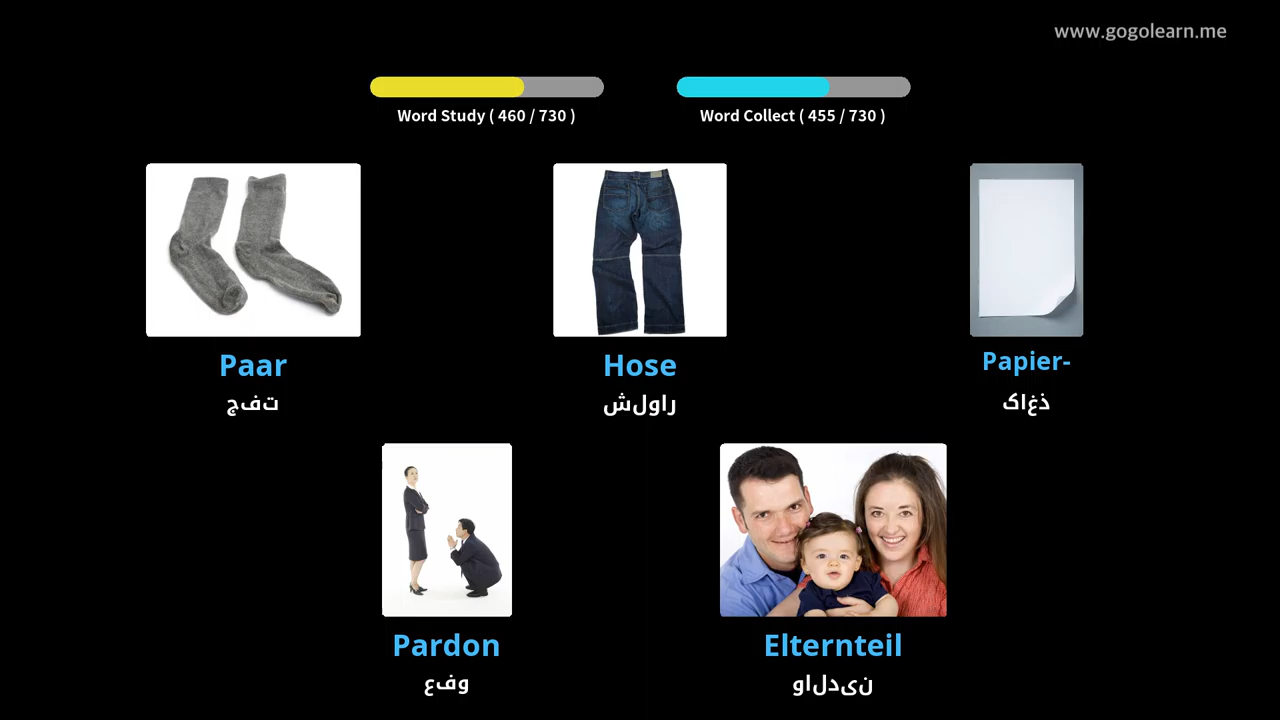 www.gogolearn.me
Word Study ( 460 / 730 )
Word Collect ( 455 / 730 )
Paar
تفج
Hose
راولش
Papier-
ذغاک
Pardon
وفع
Elternteil
نیدلاو